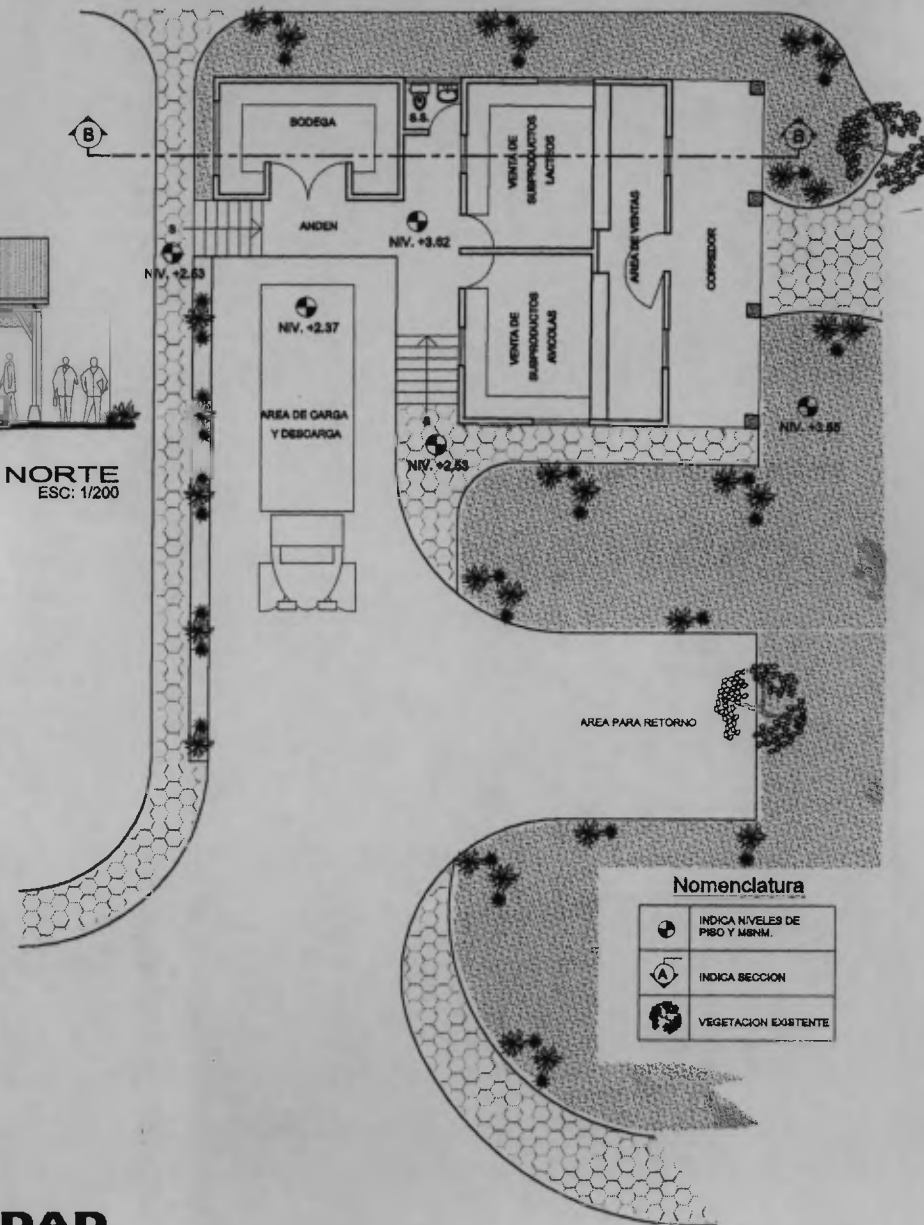 B
B
BODEGA
S.S.
VENTA DE
SUBPRODUCTOS
LACTEOS
AREA DE VENTAS
CORREDOR
S
ANDEN
NIV. +3.62
NIV. +2.53
NIV. +2.37
VENTA DE
SUBPRODUCTOS
AVICOLAS
AREA DE CARGA
Y DESCARGA
S
NIV. +2.53
NIV. +3.55
NORTE
ESC: 1/200
AREA PARA RETORNO
Nomenclatura
INDICA NIVELES DE
PISO Y MSNM.
A
INDICA SECCION
VEGETACION EXISTENTE
DAD